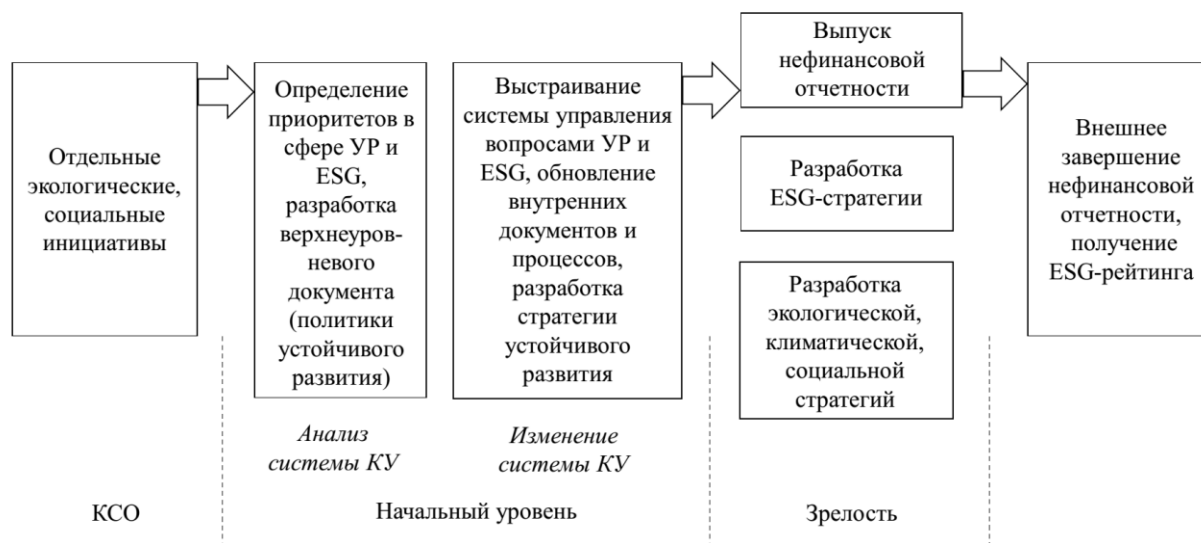 Отдельные
экологические,
социальные
инициативы
Определение
приоритетов в
сфере УР и
ESG,
разработка
верхнеуров-
невого
документа
(политики
устойчивого
развития)
Выстраивание
системы управления
вопросами УР и
ESG, обновление
внутренних
документов и
процессов,
разработка
стратегии
устойчивого
развития
Выпуск
нефинансовой
отчетности
Разработка
ESG-стратегии
Разработка
экологической,
климатической,
социальной
стратегий
Внешнее
завершение
нефинансовой
отчетности,
получение
ESG-рейтинга
Анализ
системы КУ
Изменение
системы КУ
КСО
Начальный уровень
Зрелость